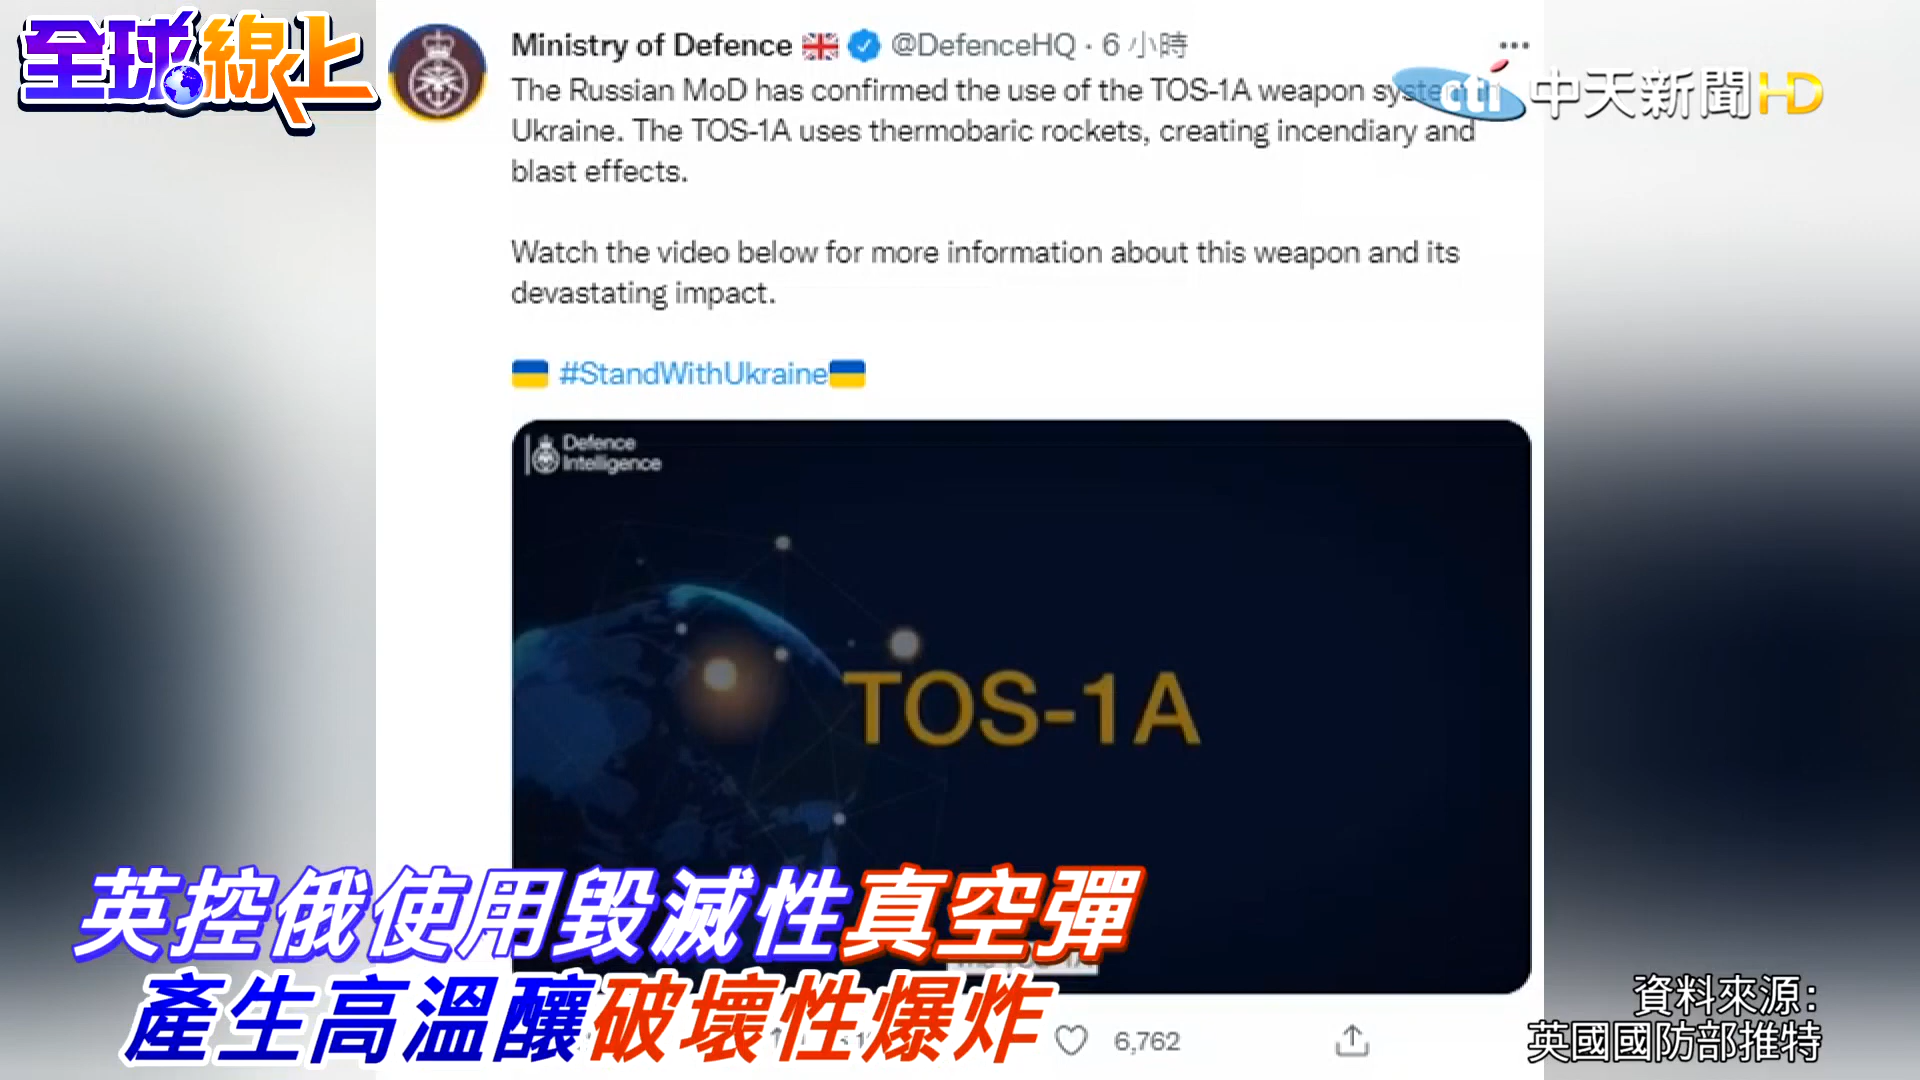 全球線上
Ministry of Defence @DefenceHQ · 6 小時
The Russian MoD has confirmed the use of the TOS-1A weapon system in
Ukraine. The TOS-1A uses thermobaric rockets, creating incendiary and
blast effects.
Watch the video below for more information about this weapon and its
devastating impact.
#StandWithUkraine
cti 中天新聞HD
Defence
Intelligence
TOS-1A
英控俄使用毀滅性真空彈
產生高溫釀破壞性爆炸
6,762
資料來源:
英國國防部推特